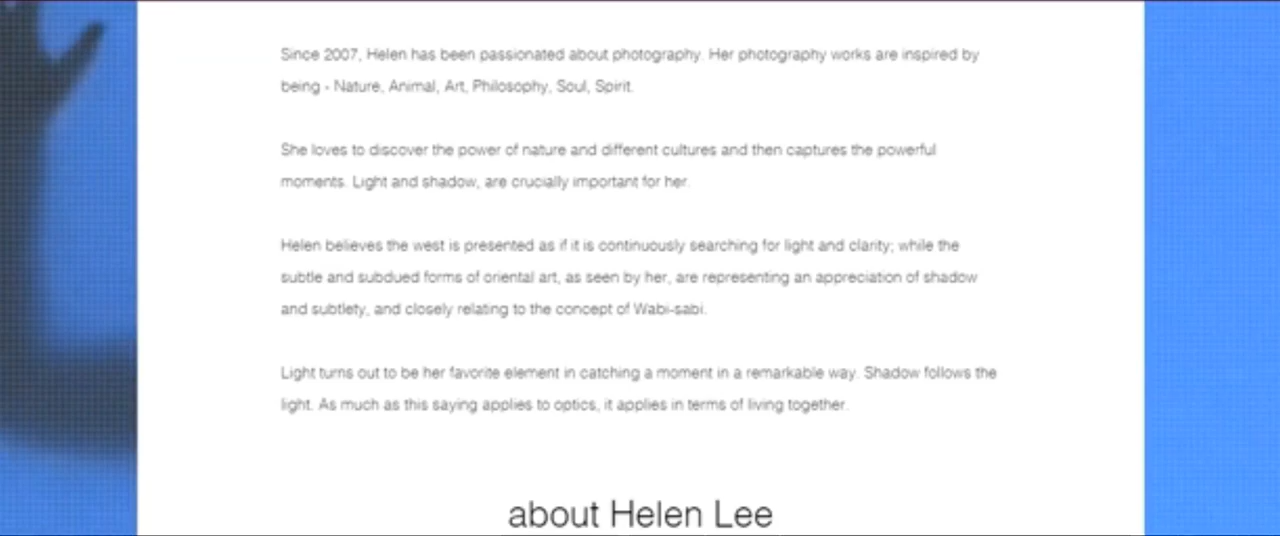 Since 2007, Helen has been passionated about photography. Her photography works are inspired by
being - Nature, Animal, Art, Philosophy, Soul, Spirit.
She loves to discover the power of nature and different cultures and then captures the powerful
moments. Light and shadow, are crucially important for her.
Helen believes the west is presented as if it is continuously searching for light and clarity; while the
subtle and subdued forms of oriental art, as seen by her, are representing an appreciation of shadow
and subtlety, and closely relating to the concept of Wabi-sabi.
Light turns out to be her favorite element in catching a moment in a remarkable way. Shadow follows the
light. As much as this saying applies to optics, it applies in terms of living together.
about Helen Lee